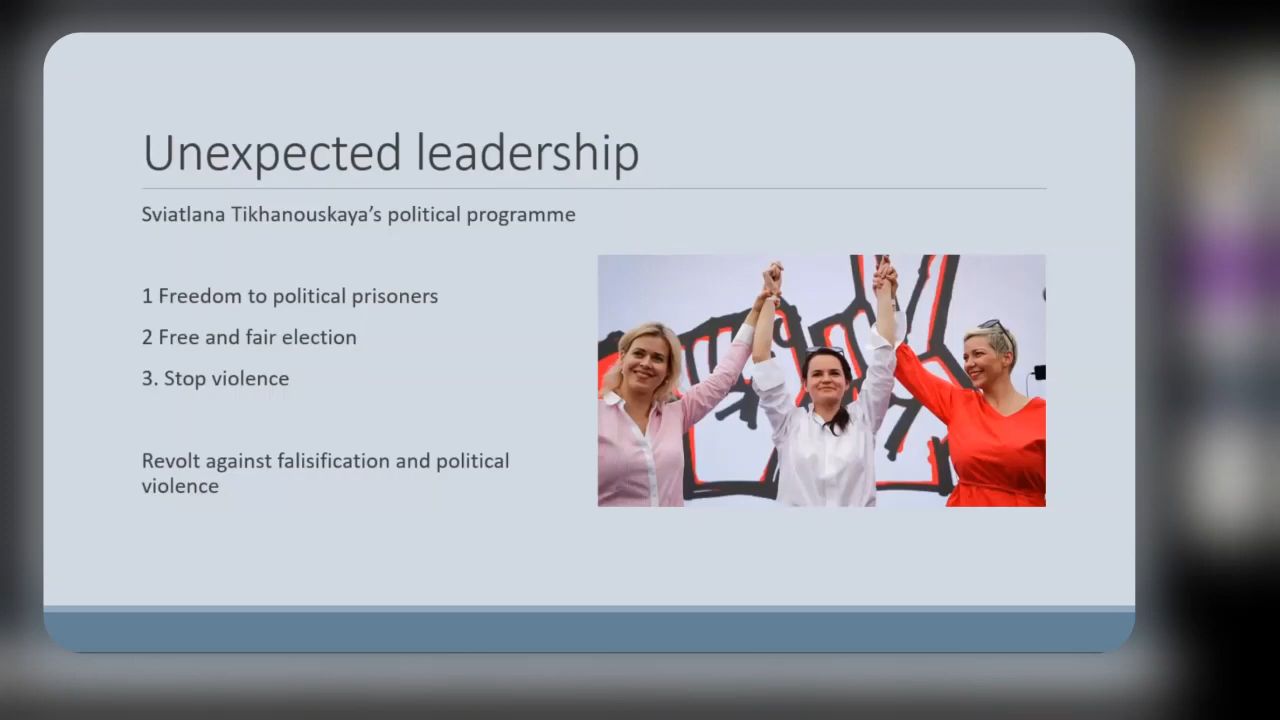 Unexpected leadership
Sviatlana Tikhanouskaya’s political programme
1 Freedom to political prisoners
2 Free and fair election
3. Stop violence
Revolt against falisification and political
violence